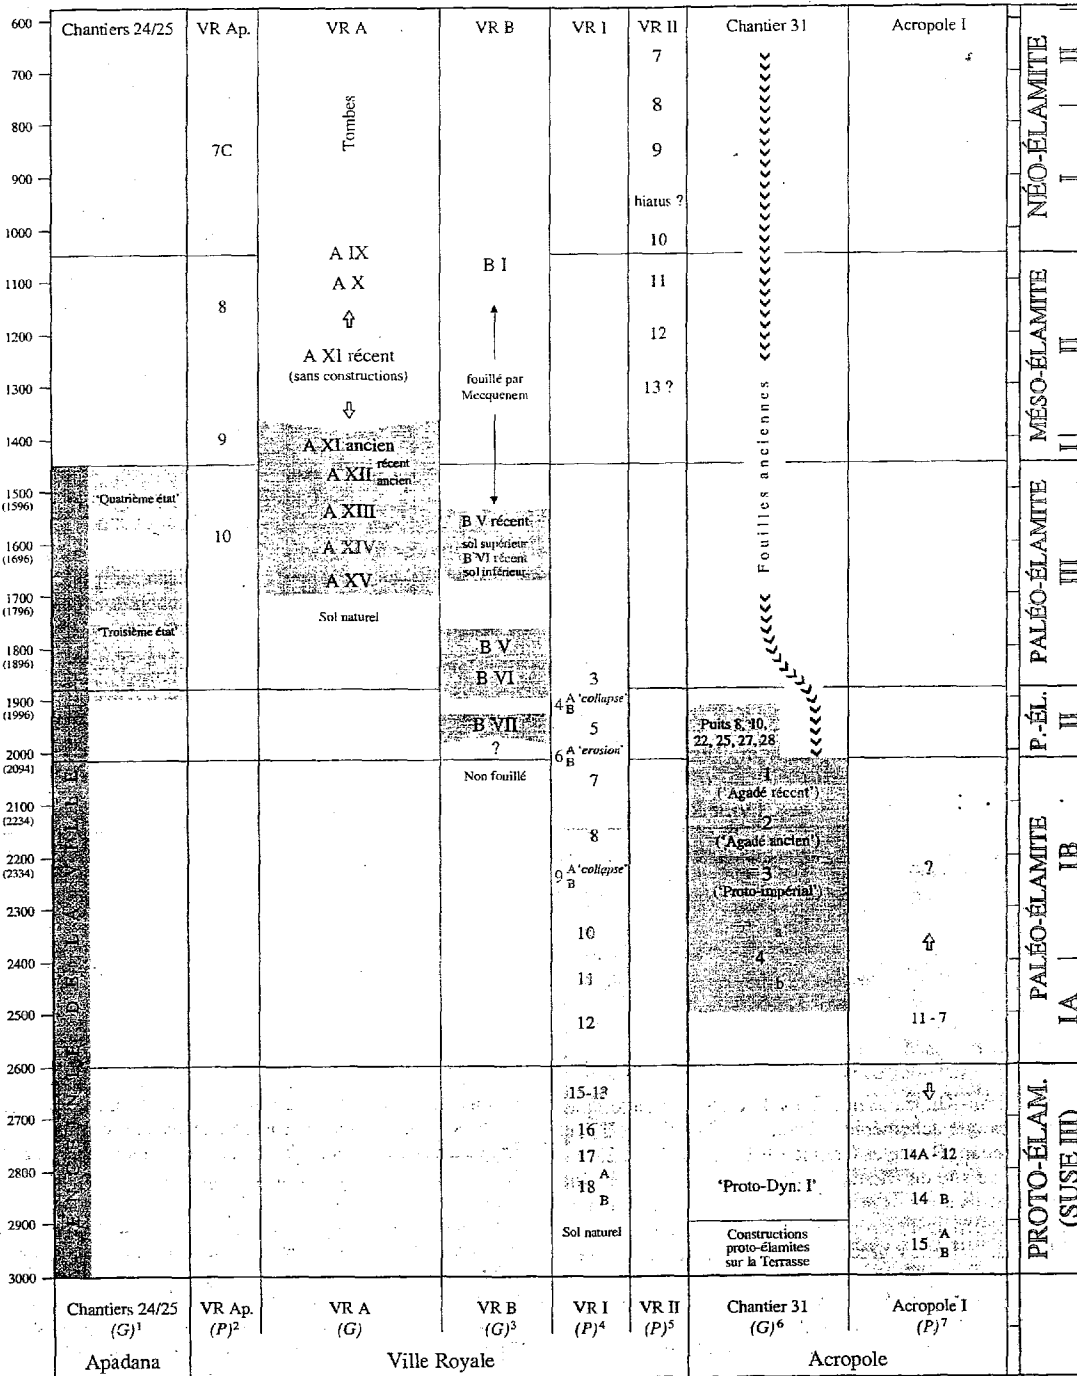 600
700
800
900
1000
1100
1200
1300
1400
1500
(1596)
1600
(1696)
1700
(1796)
1800
(1896)
1900
(1996)
2000
(2094)
2100
(2234)
2200
(2334)
2300
2400
2500
2600
2700
2800
2900
3000
Chantiers 24/25
ENCEINTE DE LA VILLE
'Quatrième état'
'Troisième état'
Chantiers 24/25
(G)¹
VR Ap.
7C
8
9
10
VR Ap.
(P)²
VR A
Tombes
A IX
A X
A XI récent
(sans constructions)
A XI ancien
A XII récent
ancien
A XIII
A XIV
A XV
Sol naturel
VR A
(G)
VR B
B I
fouillé par
Mecquenem
B V récent
sol supérieur
B VI récent
sol inférieur
B V
B VI
B VII
?
Non fouillé
VR B
(G)³
VR I
3
4 A 'collapse'
B
5
6 A 'erosion'
B
7
8
9 A 'collapse'
B
10
11
12
15-13
16
17
18 A
B
Sol naturel
VR I
(P)⁴
VR II
7
8
9
hiatus ?
10
11
12
13 ?
VR II
(P)⁵
Chantier 31
Fouilles anciennes
Puits 8, 10,
22, 25, 27, 28
1
('Agadé récent')
2
('Agadé ancien')
3
('Proto-impérial')
a
4
b
'Proto-Dyn. I'
Constructions
proto-élamites
sur la Terrasse
Chantier 31
(G)⁶
Acropole I
?
11 - 7
14A - 12
14 B
15 A
B
Acropole I
(P)⁷
NÉO-ÉLAMITE
II
I
MÉSO-ÉLAMITE
II
I
PALÉO-ÉLAMITE
III
P.-ÉL.
II
PALÉO-ÉLAMITE
IB
IA
PROTO-ÉLAM.
(SUSE III)
Apadana
Ville Royale
Acropole